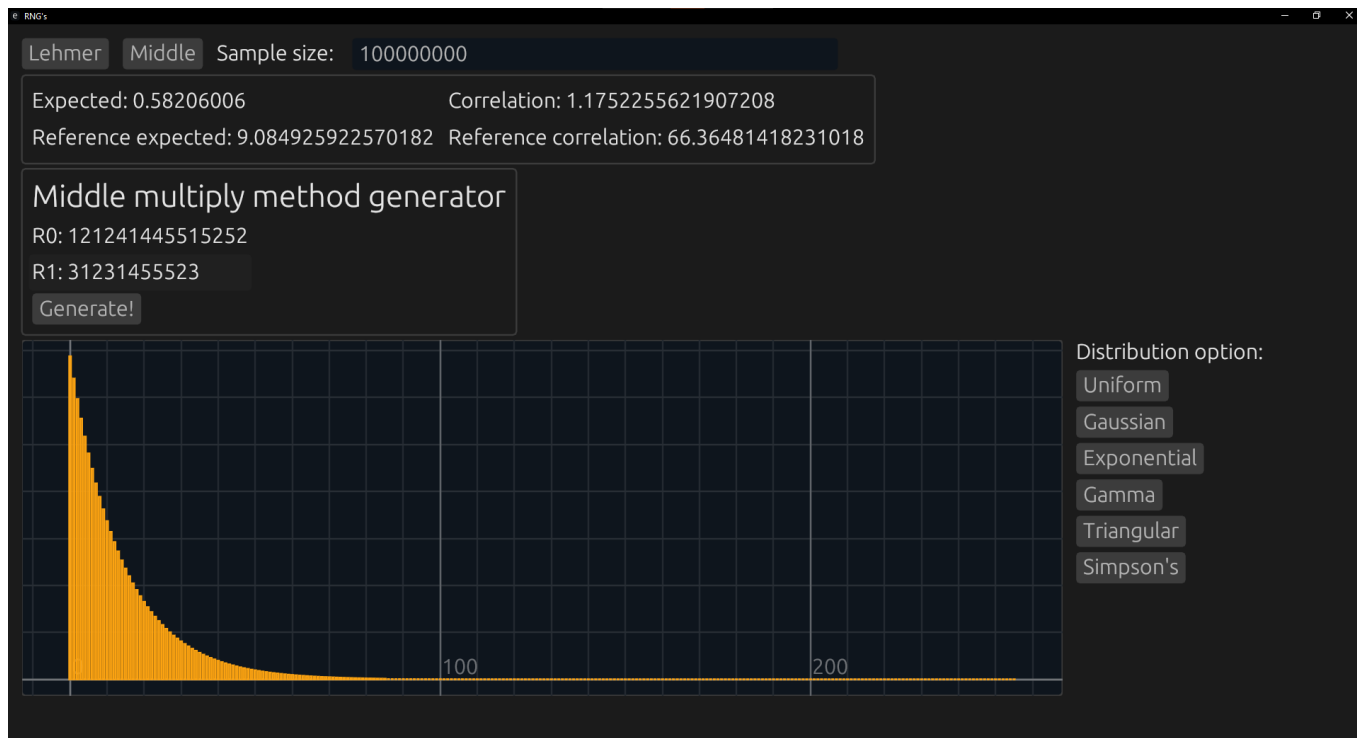 e RNG's
Lehmer Middle Sample size: 100000000
Expected: 0.58206006 Correlation: 1.1752255621907208
Reference expected: 9.084925922570182 Reference correlation: 66.36481418231018
Middle multiply method generator
R0: 121241445515252
R1: 31231455523
Generate!
Distribution option:
Uniform
Gaussian
Exponential
Gamma
Triangular
Simpson's
0 100 200